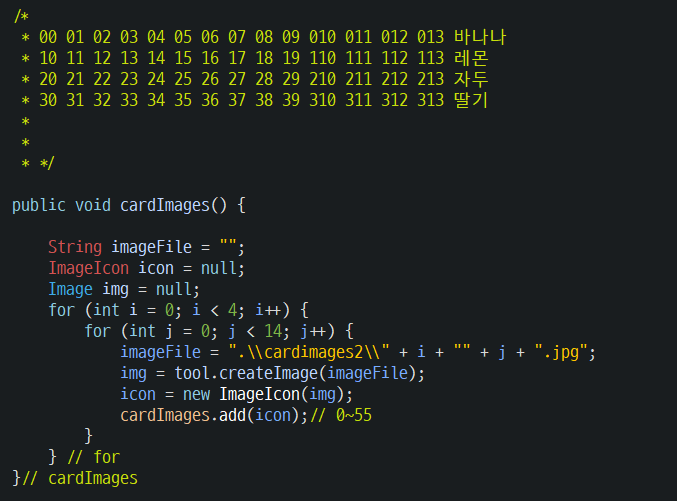 /*
 * 00 01 02 03 04 05 06 07 08 09 010 011 012 013 바나나
 * 10 11 12 13 14 15 16 17 18 19 110 111 112 113 레몬
 * 20 21 22 23 24 25 26 27 28 29 210 211 212 213 자두
 * 30 31 32 33 34 35 36 37 38 39 310 311 312 313 딸기
 *
 *
 * */

public void cardImages() {

    String imageFile = "";
    ImageIcon icon = null;
    Image img = null;
    for (int i = 0; i < 4; i++) {
        for (int j = 0; j < 14; j++) {
            imageFile = ".\\cardimages2\\" + i + "" + j + ".jpg";
            img = tool.createImage(imageFile);
            icon = new ImageIcon(img);
            cardImages.add(icon);// 0~55
        }
    } // for
}// cardImages